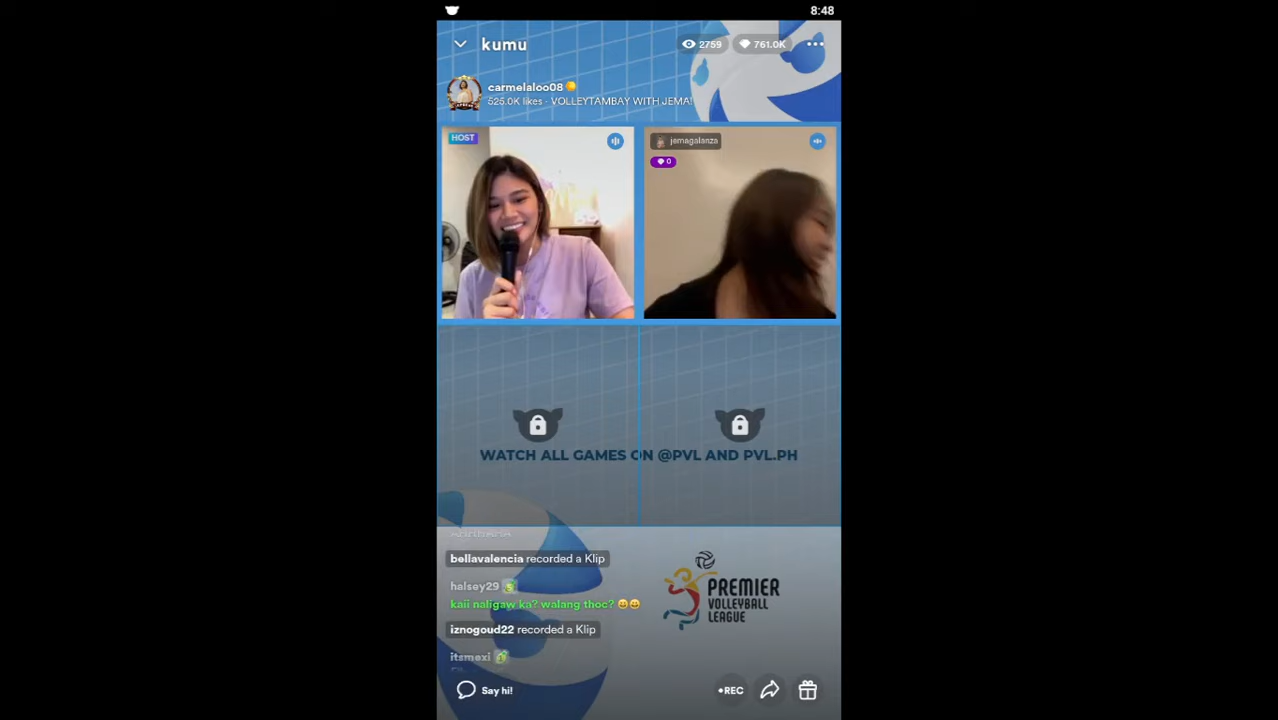 8:48
kumu
2759
761.0K
carmelaloo08
525.0K likes · VOLLEYTAMBAY WITH JEMA!
HOST
jemagalanza
0
WATCH ALL GAMES ON @PVL AND PVL.PH
bellavalencia recorded a Klip
halsey29
kaii naligaw ka? walang thoc? 😄😄
iznogoud22 recorded a Klip
itsmexi
PREMIER
VOLLEYBALL
LEAGUE
Say hi!
•REC